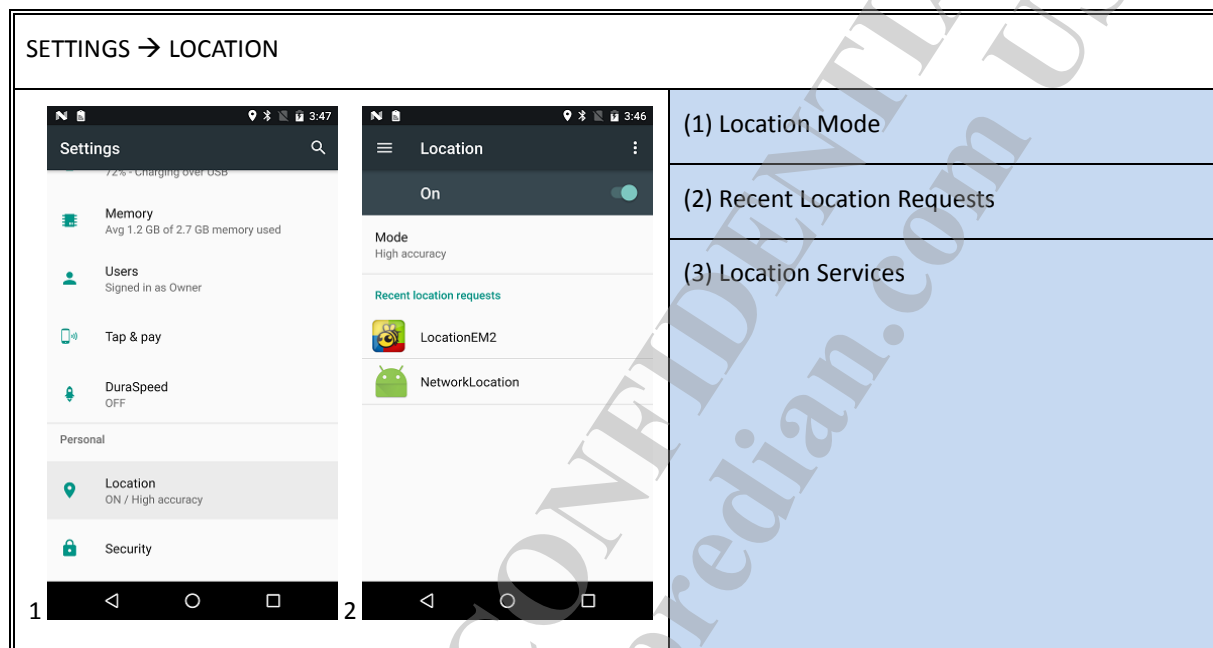 SETTINGS → LOCATION
3:47
Settings
72% - Charging over USB
Memory
Avg 1.2 GB of 2.7 GB memory used
Users
Signed in as Owner
Tap & pay
DuraSpeed
OFF
Personal
Location
ON / High accuracy
Security
1
3:46
Location
On
Mode
High accuracy
Recent location requests
LocationEM2
NetworkLocation
2
(1) Location Mode
(2) Recent Location Requests
(3) Location Services
CONFIDENTIA
oredian.com US